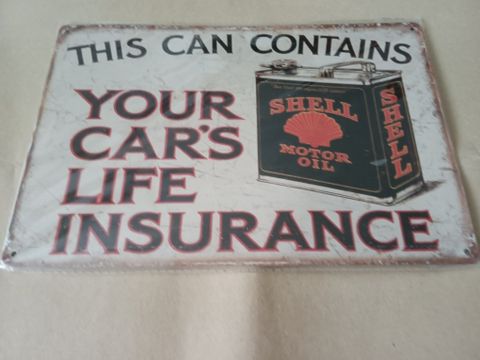 THIS CAN CONTAINS
YOUR
CAR'S
LIFE
INSURANCE
SHELL
MOTOR
OIL
SHELL